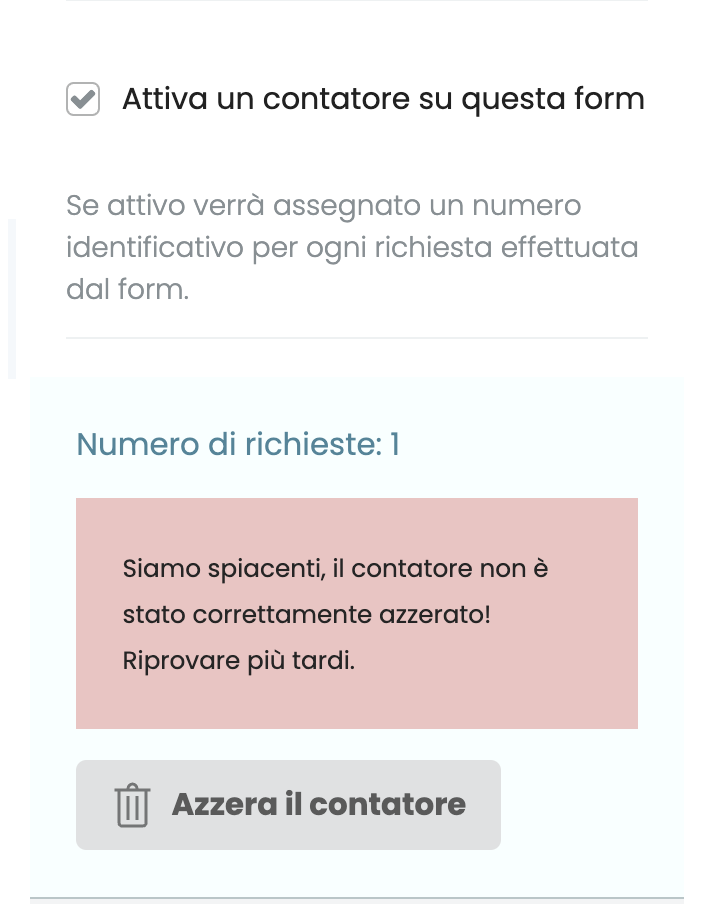 Attiva un contatore su questa form
Se attivo verrà assegnato un numero
identificativo per ogni richiesta effettuata
dal form.
Numero di richieste: 1
Siamo spiacenti, il contatore non è
stato correttamente azzerato!
Riprovare più tardi.
Azzera il contatore